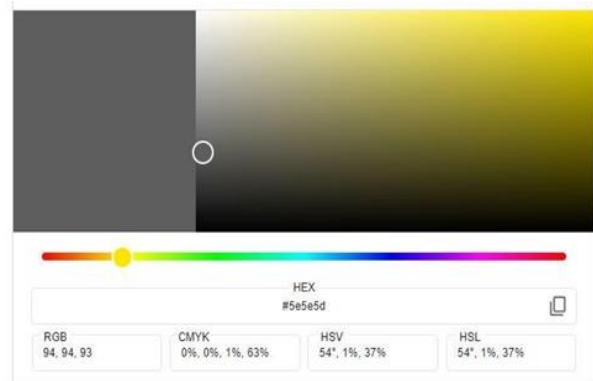 HEX
#5e5e5d
RGB
94, 94, 93
CMYK
0%, 0%, 1%, 63%
HSV
54°, 1%, 37%
HSL
54°, 1%, 37%